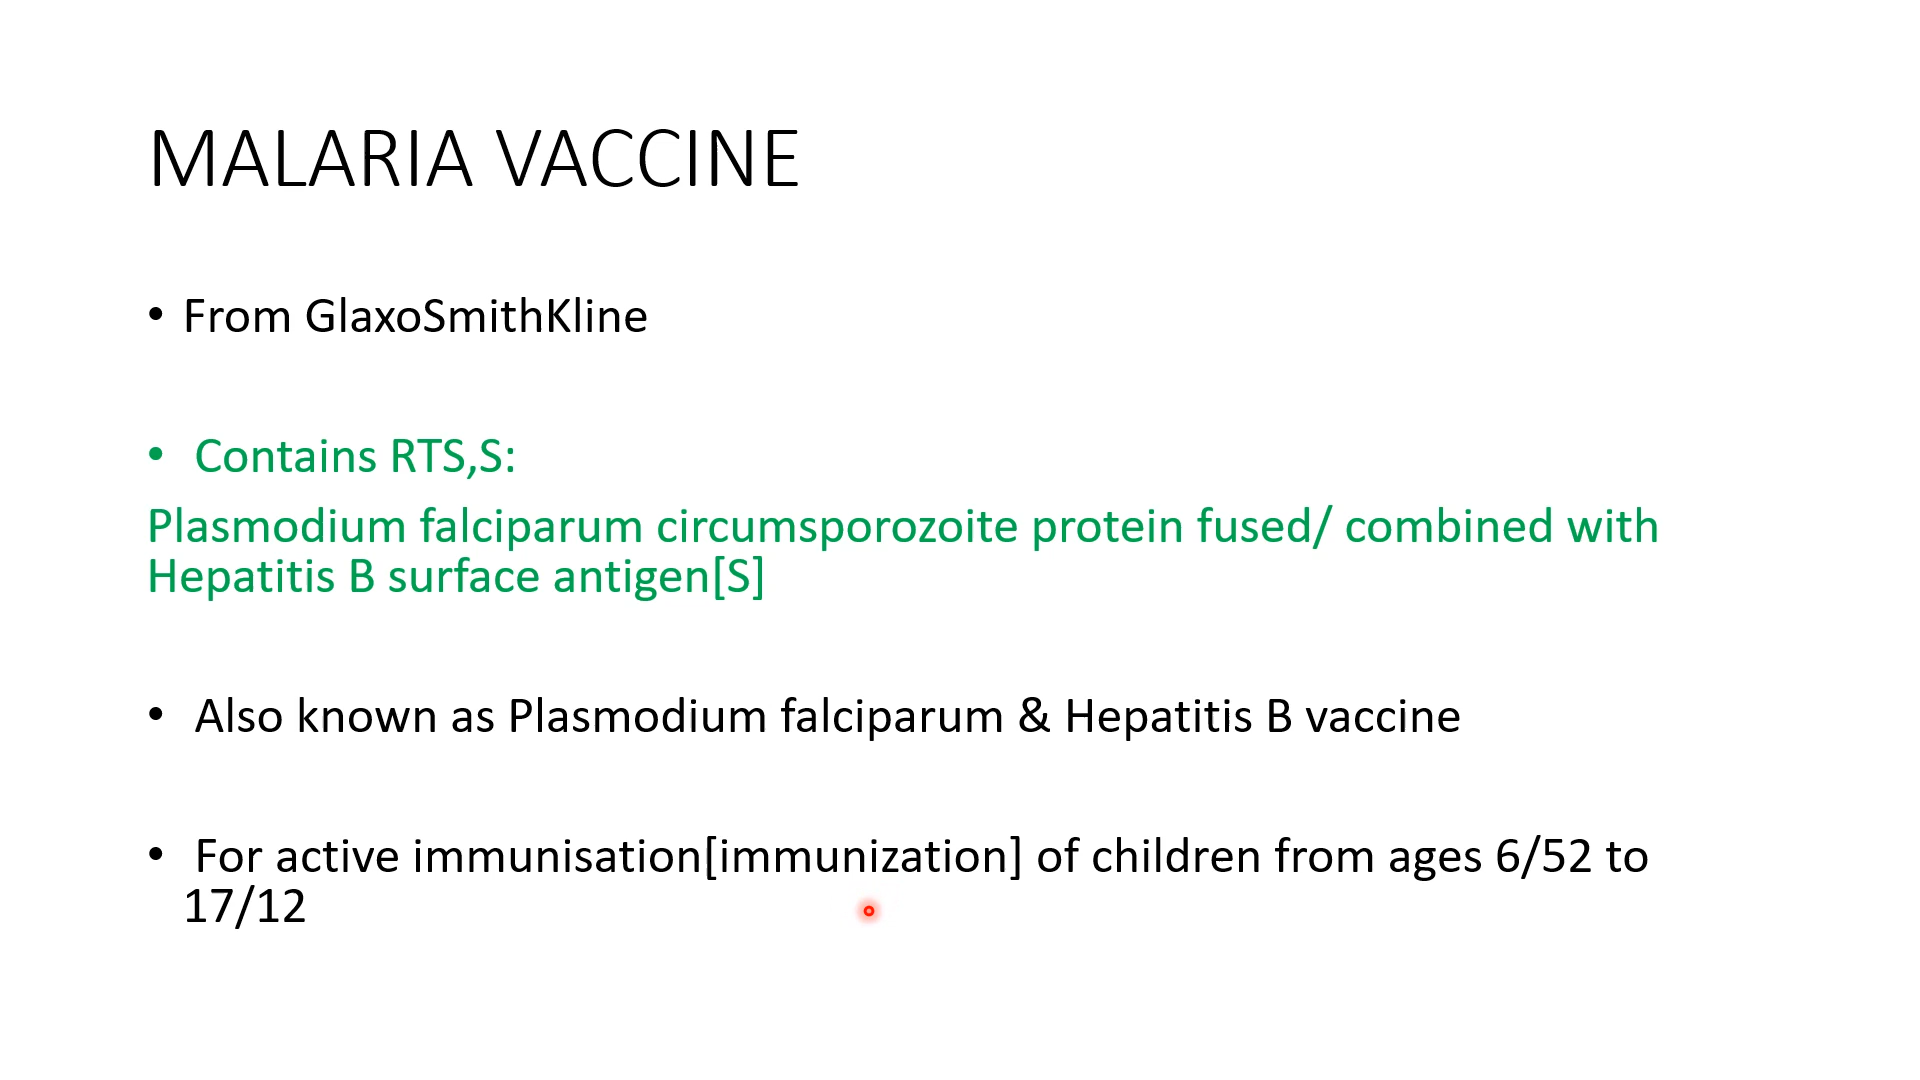 MALARIA VACCINE
• From GlaxoSmithKline
• Contains RTS,S:
Plasmodium falciparum circumsporozoite protein fused/ combined with
Hepatitis B surface antigen[S]
• Also known as Plasmodium falciparum & Hepatitis B vaccine
• For active immunisation[immunization] of children from ages 6/52 to
17/12